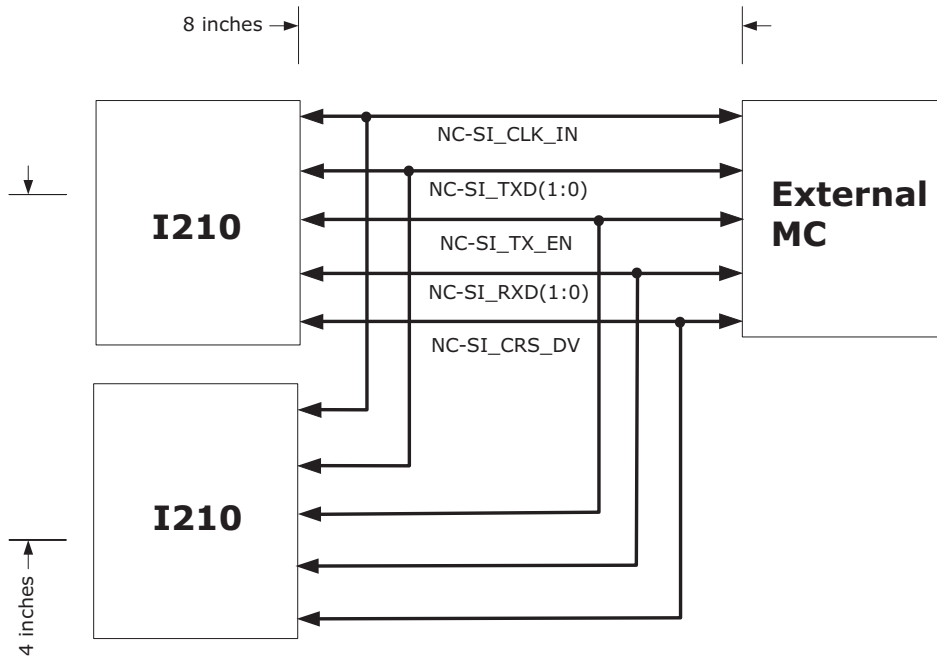 8 inches
NC-SI_CLK_IN
NC-SI_TXD(1:0)
I210
External
MC
NC-SI_TX_EN
NC-SI_RXD(1:0)
NC-SI_CRS_DV
I210
4 inches